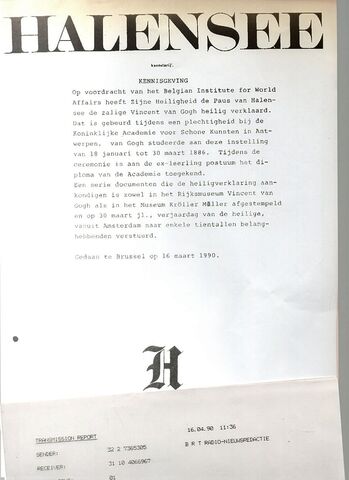 HALENSEE
kanselarij.
KENNISGEVING
Op voordracht van het Belgian Institute for World
Affairs heeft Zijne Heiligheid de Paus van Halen-
see de zalige Vincent van Gogh heilig verklaard.
Dat is gebeurd tijdens een plechtigheid bij de
Koninklijke Academie voor Schone Kunsten in Ant-
werpen, van Gogh studeerde aan deze instelling
van 18 januari tot 30 maart 1886. Tijdens de
ceremonie is aan de ex-leerling postuum het di-
ploma van de Academie toegekend.
Een serie documenten die de heiligverklaring aan-
kondigen is zowel in het Rijksmuseum Vincent van
Gogh als in het Museum Kröller Müller afgestempeld
en op 30 maart jl., verjaardag van de heilige,
vanuit Amsterdam naar enkele tientallen belang-
hebbenden verstuurd.
Gedaan te Brussel op 16 maart 1990.
H
16.04.90 11:36
TRANSMISSION REPORT
B R T RADIO-NIEUWSREDACTIE
SENDER: 32 2 7365305
RECEIVER: 31 10 4066967
01